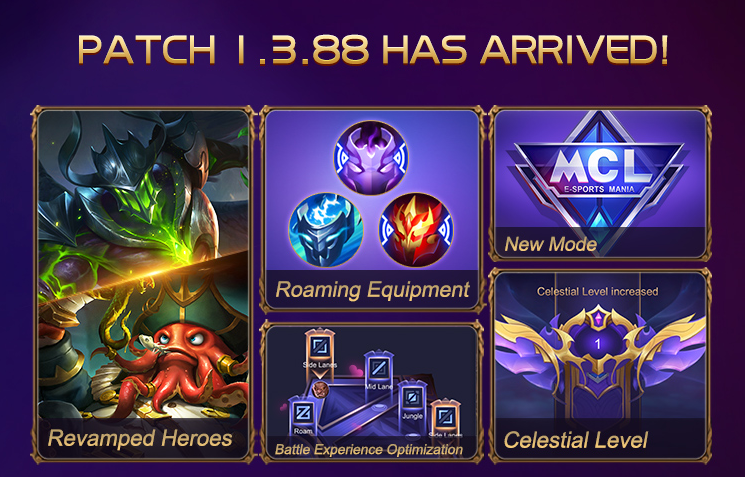 PATCH 1.3.88 HAS ARRIVED!
Revamped Heroes
Roaming Equipment
Side Lanes
Mid Lane
Jungle
Roam
Side Lanes
Battle Experience Optimization
MCL
E-SPORTS MANIA
New Mode
Celestial Level increased
1
Celestial Level